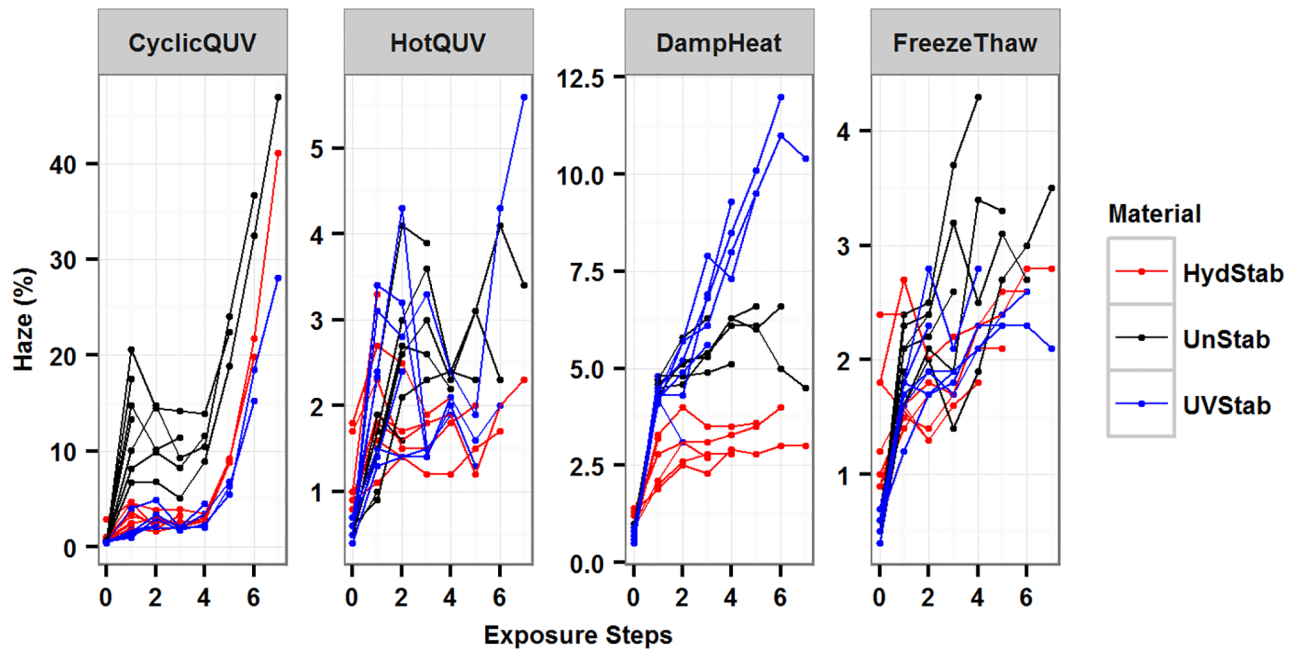 CyclicQUV HotQUV DampHeat FreezeThaw
Haze (%)
0
10
20
30
40
1
2
3
4
5
0.0
2.5
5.0
7.5
10.0
12.5
1
2
3
4
0 2 4 6 0 2 4 6 0 2 4 6 0 2 4 6
Exposure Steps
Material
HydStab
UnStab
UVStab